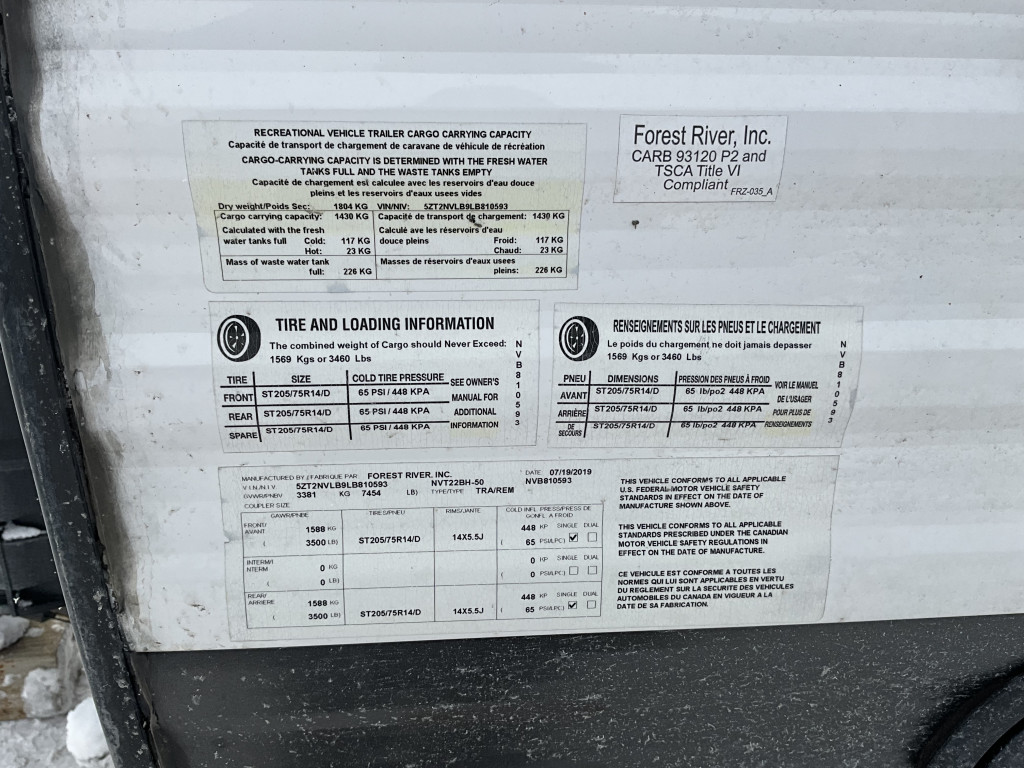 RECREATIONAL VEHICLE TRAILER CARGO CARRYING CAPACITY
Capacité de transport de chargement de caravane de véhicule de récréation
CARGO-CARRYING CAPACITY IS DETERMINED WITH THE FRESH WATER
TANKS FULL AND THE WASTE TANKS EMPTY
Capacité de chargement est calculee avec les reservoirs d'eau douce
pleins et les reservoirs d'eaux usees vides
Dry weight/Poids Sec: 1804 KG VIN/NIV: 5ZT2NVLB9LB810593
Cargo carrying capacity: 1430 KG Capacité de transport de chargement: 1430 KG
Calculated with the fresh Calculé ave les réservoirs d'eau
water tanks full Cold: 117 KG douce pleins Froid: 117 KG
Hot: 23 KG Chaud: 23 KG
Mass of waste water tank Masses de réservoirs d'eaux usees
full: 226 KG pleins: 226 KG
Forest River, Inc.
CARB 93120 P2 and
TSCA Title VI
Compliant FRZ-035_A
TIRE AND LOADING INFORMATION
The combined weight of Cargo should Never Exceed:
1569 Kgs or 3460 Lbs
TIRE SIZE COLD TIRE PRESSURE SEE OWNER'S
FRONT ST205/75R14/D 65 PSI / 448 KPA MANUAL FOR
REAR ST205/75R14/D 65 PSI / 448 KPA ADDITIONAL
SPARE ST205/75R14/D 65 PSI / 448 KPA INFORMATION
NVB810593
RENSEIGNEMENTS SUR LES PNEUS ET LE CHARGEMENT
Le poids du chargement ne doit jamais depasser
1569 Kgs or 3460 Lbs
PNEU DIMENSIONS PRESSION DES PNEUS À FROID VOIR LE MANUEL
AVANT ST205/75R14/D 65 lb/po2 448 KPA DE L'USAGER
ARRIÈRE ST205/75R14/D 65 lb/po2 448 KPA POUR PLUS DE
DE SECOURS ST205/75R14/D 65 lb/po2 448 KPA RENSEIGNEMENTS
NVB810593
MANUFACTURED BY / FABRIQUE PAR FOREST RIVER, INC. DATE 07/19/2019
V.I.N./N.I.V. 5ZT2NVLB9LB810593 NVT22BH-50 NVB810593
GVWR/PNBV 3381 KG 7454 LB) TYPE/TYPE TRA/REM
COUPLER SIZE
GAWR/PNBE TIRES/PNEU RIMS/JANTE COLD INFL PRESS/PRESS DE
GONFL A FROID
FRONT/ AVANT 1588 KG 448 KP SINGLE DUAL
( 3500 LB) ST205/75R14/D 14X5.5J ( 65 PSI/LPC)
INTERM/I NTERM 0 KG 0 KP SINGLE DUAL
( 0 LB) ( 0 PSI/LPC)
REAR/ ARRIERE 1588 KG 448 KP SINGLE DUAL
( 3500 LB) ST205/75R14/D 14X5.5J ( 65 PSI/LPC)
THIS VEHICLE CONFORMS TO ALL APPLICABLE
U.S. FEDERAL MOTOR VEHICLE SAFETY
STANDARDS IN EFFECT ON THE DATE OF
MANUFACTURE SHOWN ABOVE.
THIS VEHICLE CONFORMS TO ALL APPLICABLE
STANDARDS PRESCRIBED UNDER THE CANADIAN
MOTOR VEHICLE SAFETY REGULATIONS IN
EFFECT ON THE DATE OF MANUFACTURE.
CE VEHICULE EST CONFORME A TOUTES LES
NORMES QUI LUI SONT APPLICABLES EN VERTU
DU REGLEMENT SUR LA SECURITE DES VEHICULES
AUTOMOBILES DU CANADA EN VIGUEUR A LA
DATE DE SA FABRICATION.